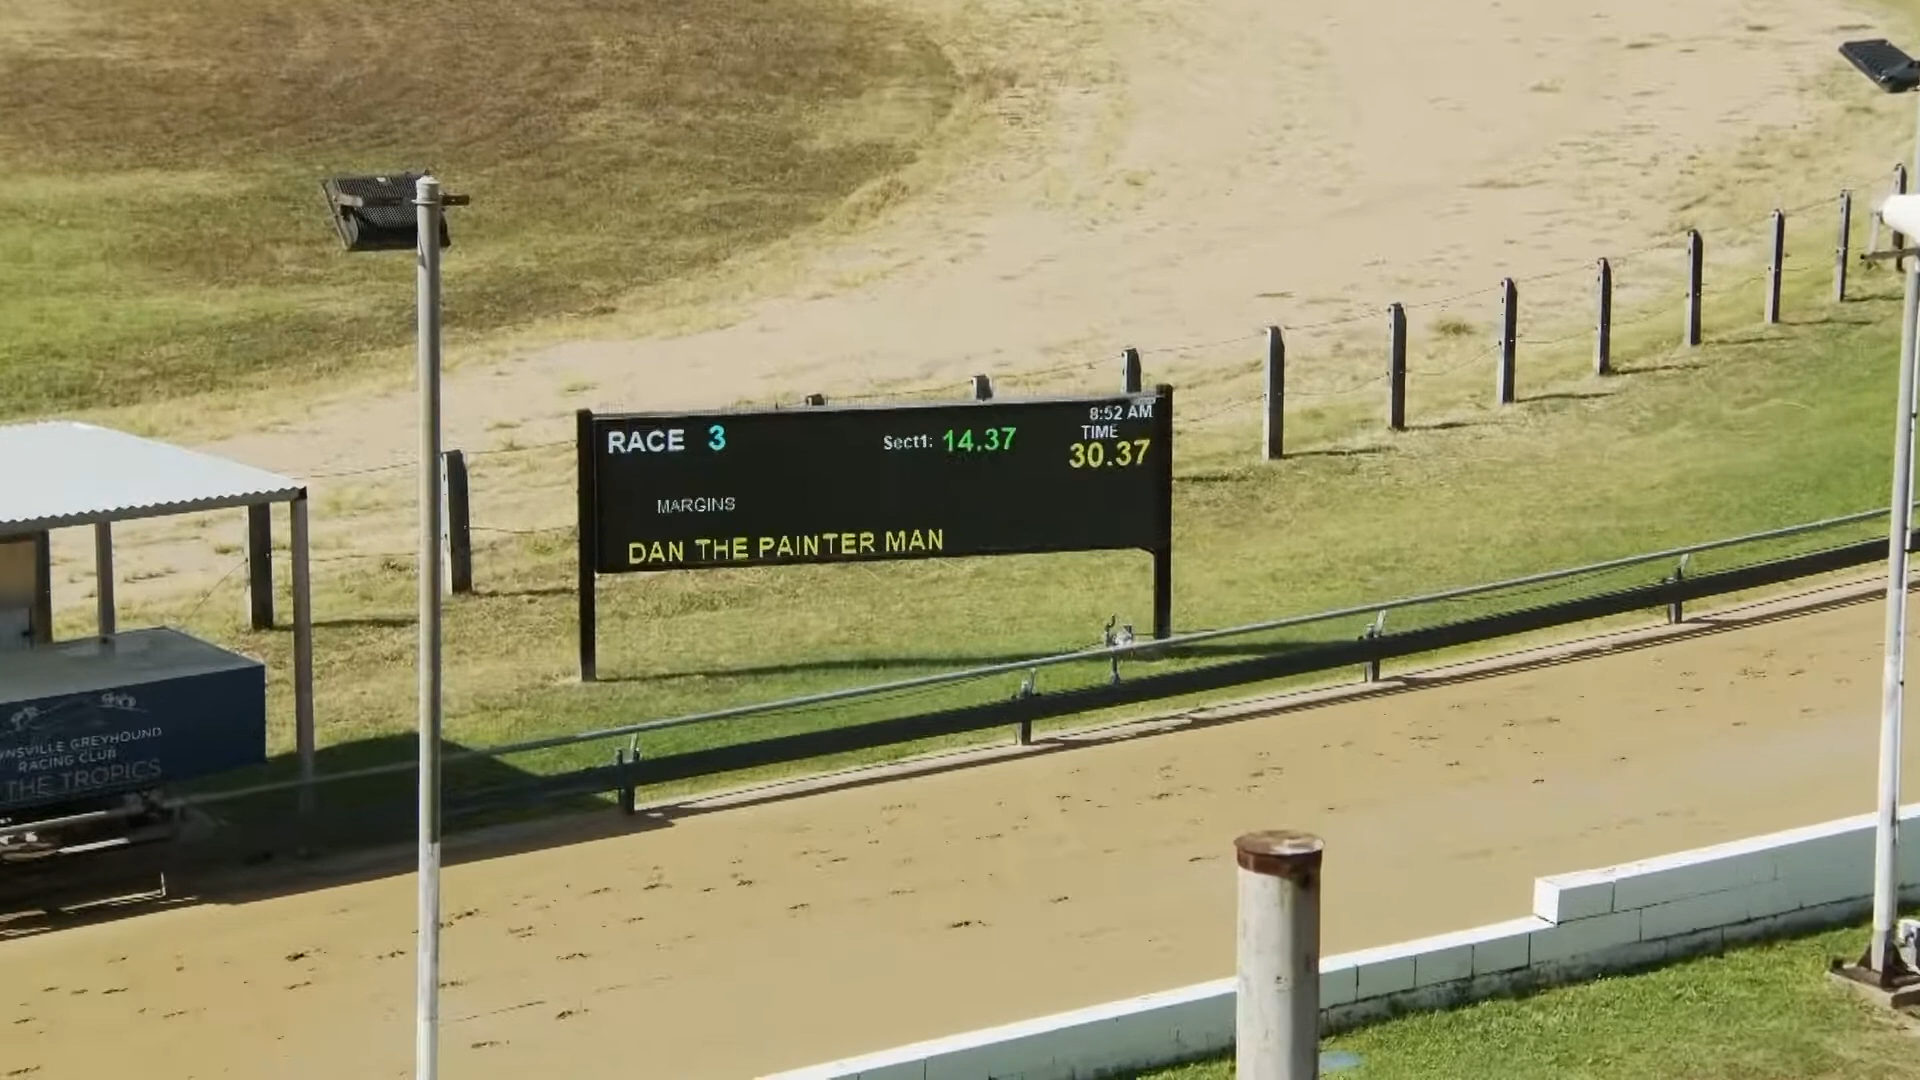 8:52 AM
RACE 3 Sect1: 14.37 TIME
30.37
MARGINS
DAN THE PAINTER MAN
GREYHOUND
RACING CLUB
THE TROPICS